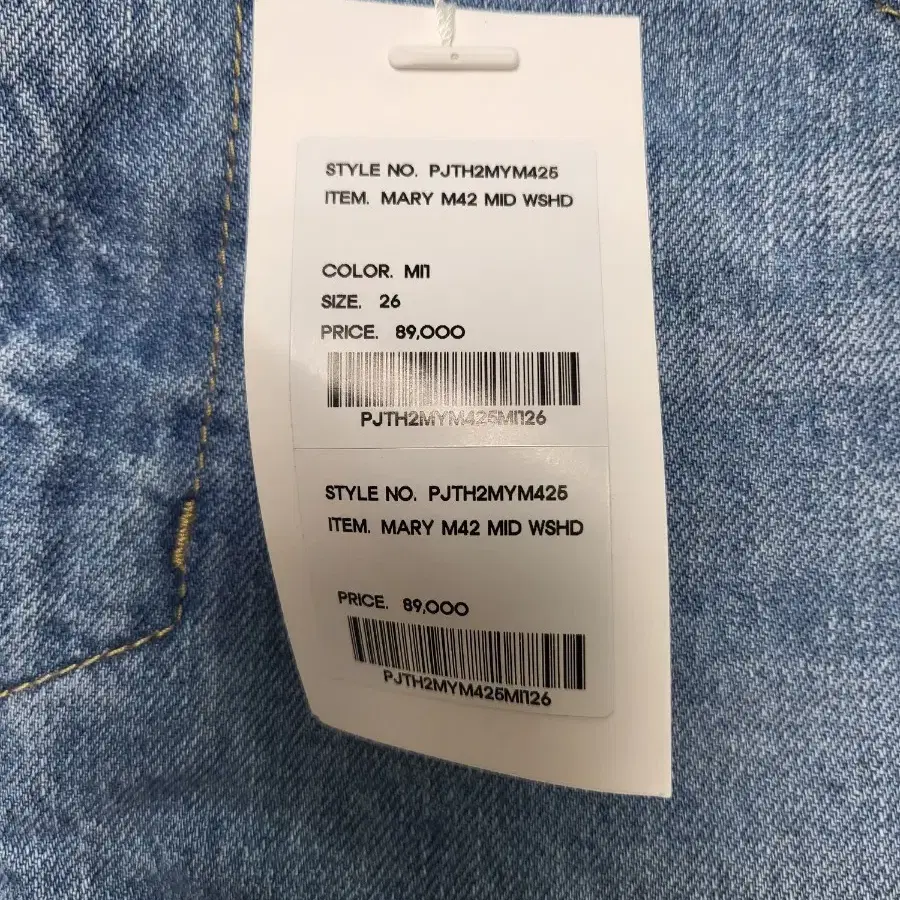 STYLE NO. PJTH2MYM425
ITEM. MARY M42 MID WSHD
COLOR. MI1
SIZE. 26
PRICE. 89,000
PJTH2MYM425MI126
STYLE NO. PJTH2MYM425
ITEM. MARY M42 MID WSHD
PRICE. 89,000
PJTH2MYM425MI126